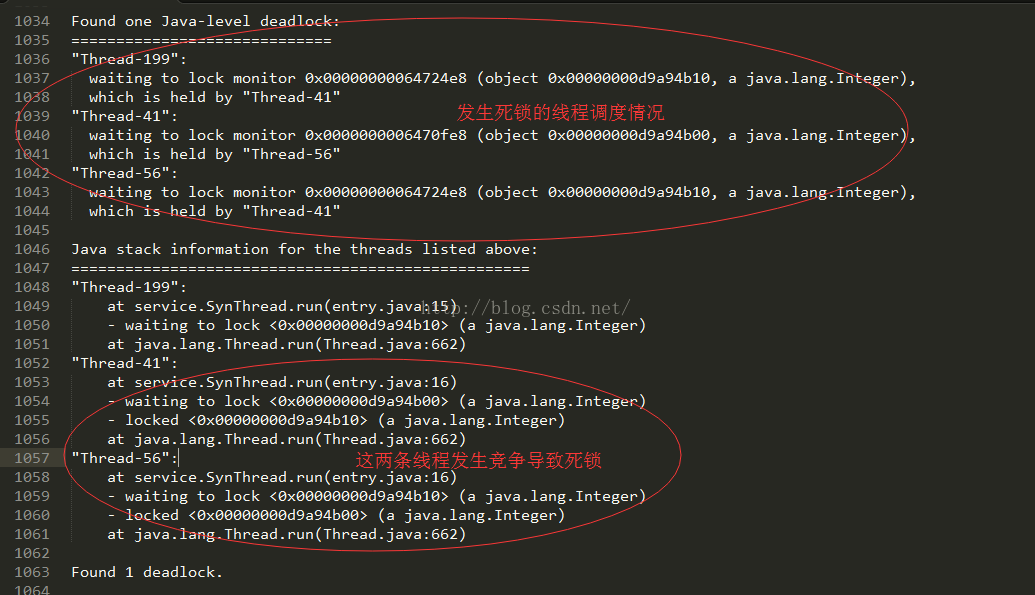 1034 Found one Java-level deadlock:
1035 =============================
1036 "Thread-199":
1037 waiting to lock monitor 0x00000000064724e8 (object 0x00000000d9a94b10, a java.lang.Integer),
1038 which is held by "Thread-41"
1039 "Thread-41":
发生死锁的线程调度情况
1040 waiting to lock monitor 0x0000000006470fe8 (object 0x00000000d9a94b00, a java.lang.Integer),
1041 which is held by "Thread-56"
1042 "Thread-56":
1043 waiting to lock monitor 0x00000000064724e8 (object 0x00000000d9a94b10, a java.lang.Integer),
1044 which is held by "Thread-41"
1045
1046 Java stack information for the threads listed above:
1047 ===================================================
1048 "Thread-199":
1049 at service.SynThread.run(entry.java:15)
http://blog.csdn.net/
1050 - waiting to lock <0x00000000d9a94b10> (a java.lang.Integer)
1051 at java.lang.Thread.run(Thread.java:662)
1052 "Thread-41":
1053 at service.SynThread.run(entry.java:16)
1054 - waiting to lock <0x00000000d9a94b00> (a java.lang.Integer)
1055 - locked <0x00000000d9a94b10> (a java.lang.Integer)
1056 at java.lang.Thread.run(Thread.java:662)
1057 "Thread-56":
这两条线程发生竞争导致死锁
1058 at service.SynThread.run(entry.java:16)
1059 - waiting to lock <0x00000000d9a94b10> (a java.lang.Integer)
1060 - locked <0x00000000d9a94b00> (a java.lang.Integer)
1061 at java.lang.Thread.run(Thread.java:662)
1062
1063 Found 1 deadlock.
1064